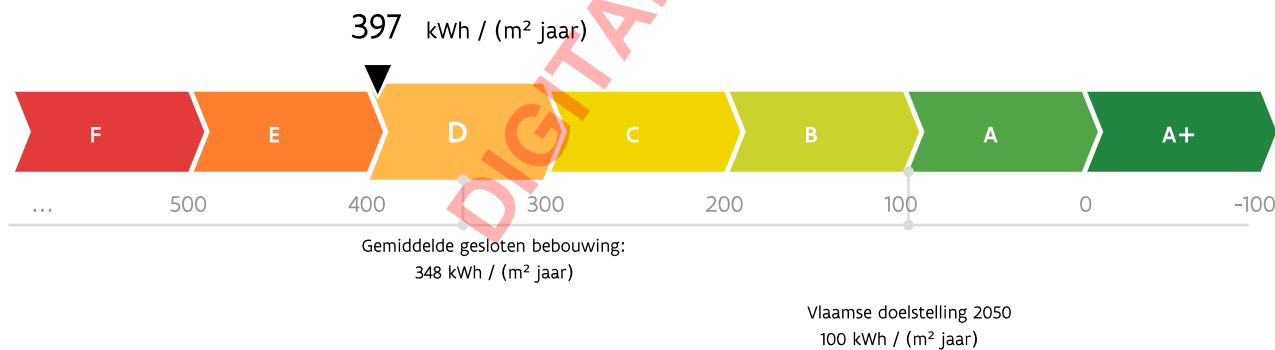 397 kWh / (m² jaar)
F E D C B A A+
... 500 400 300 200 100 0 -100
Gemiddelde gesloten bebouwing:
348 kWh / (m² jaar)
Vlaamse doelstelling 2050
100 kWh / (m² jaar)
DIGITA